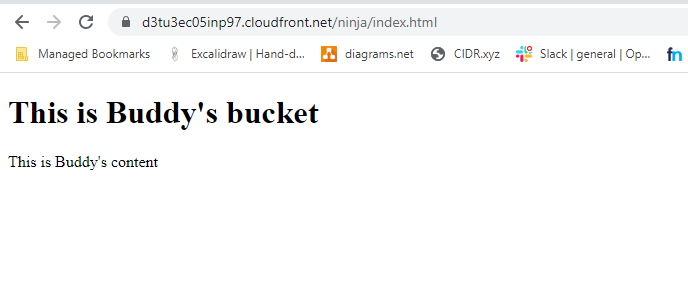 d3tu3ec05inp97.cloudfront.net/ninja/index.html
Managed Bookmarks Excalidraw | Hand-d... diagrams.net CIDR.xyz Slack | general | Op... fn
This is Buddy's bucket
This is Buddy's content